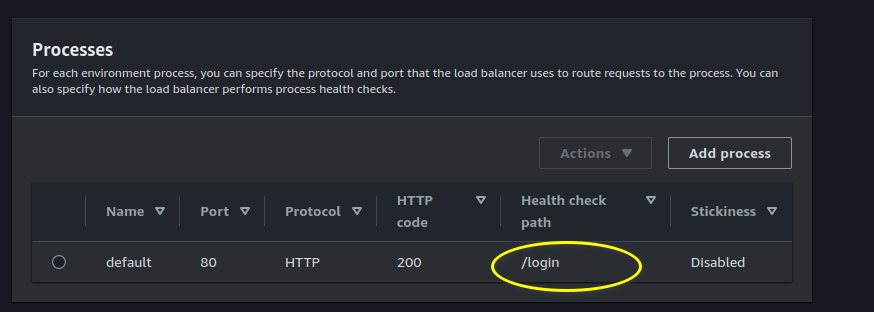 Processes
For each environment process, you can specify the protocol and port that the load balancer uses to route requests to the process. You can
also specify how the load balancer performs process health checks.
Actions Add process
Name Port Protocol HTTP code Health check path Stickiness
default 80 HTTP 200 /login Disabled